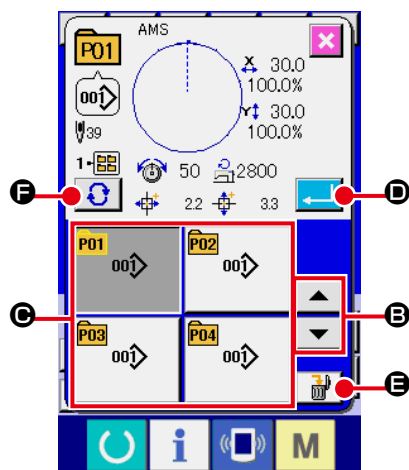 AMS
P01
X 30.0
100.0%
001
Y 30.0
100.0%
39
1-
50 2800
F
D
2.2 3.3
P01 P02
001 001
B
C
P03 P04
001 001
E
i M